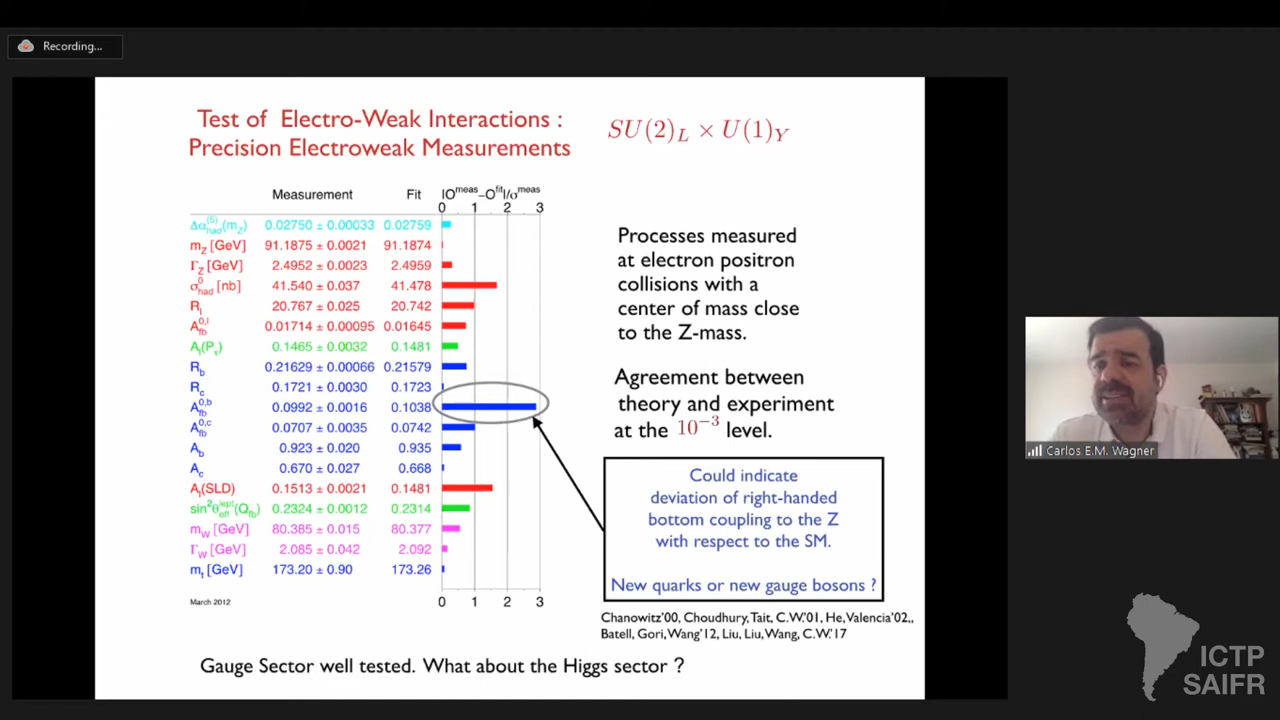 Recording...
Test of Electro-Weak Interactions :
Precision Electroweak Measurements
SU(2)_L × U(1)_Y
Measurement Fit |O^meas–O^fit|/σ^meas
0 1 2 3
Δα_had^(5)(m_Z) 0.02750 ± 0.00033 0.02759
m_Z [GeV] 91.1875 ± 0.0021 91.1874
Γ_Z [GeV] 2.4952 ± 0.0023 2.4959
σ_had^0 [nb] 41.540 ± 0.037 41.478
R_l 20.767 ± 0.025 20.742
A_fb^0,l 0.01714 ± 0.00095 0.01645
A_l(P_τ) 0.1465 ± 0.0032 0.1481
R_b 0.21629 ± 0.00066 0.21579
R_c 0.1721 ± 0.0030 0.1723
A_fb^0,b 0.0992 ± 0.0016 0.1038
A_fb^0,c 0.0707 ± 0.0035 0.0742
A_b 0.923 ± 0.020 0.935
A_c 0.670 ± 0.027 0.668
A_l(SLD) 0.1513 ± 0.0021 0.1481
sin²θ_eff^lept(Q_fb) 0.2324 ± 0.0012 0.2314
m_W [GeV] 80.385 ± 0.015 80.377
Γ_W [GeV] 2.085 ± 0.042 2.092
m_t [GeV] 173.20 ± 0.90 173.26
0 1 2 3
March 2012
Processes measured
at electron positron
collisions with a
center of mass close
to the Z-mass.
Agreement between
theory and experiment
at the 10^−3 level.
Could indicate
deviation of right-handed
bottom coupling to the Z
with respect to the SM.
New quarks or new gauge bosons ?
Chanowitz'00, Choudhury, Tait, C.W.'01, He, Valencia'02,,
Batell, Gori, Wang'12, Liu, Liu, Wang, C.W.'17
Gauge Sector well tested. What about the Higgs sector ?
Carlos E.M. Wagner
ICTP
SAIFR